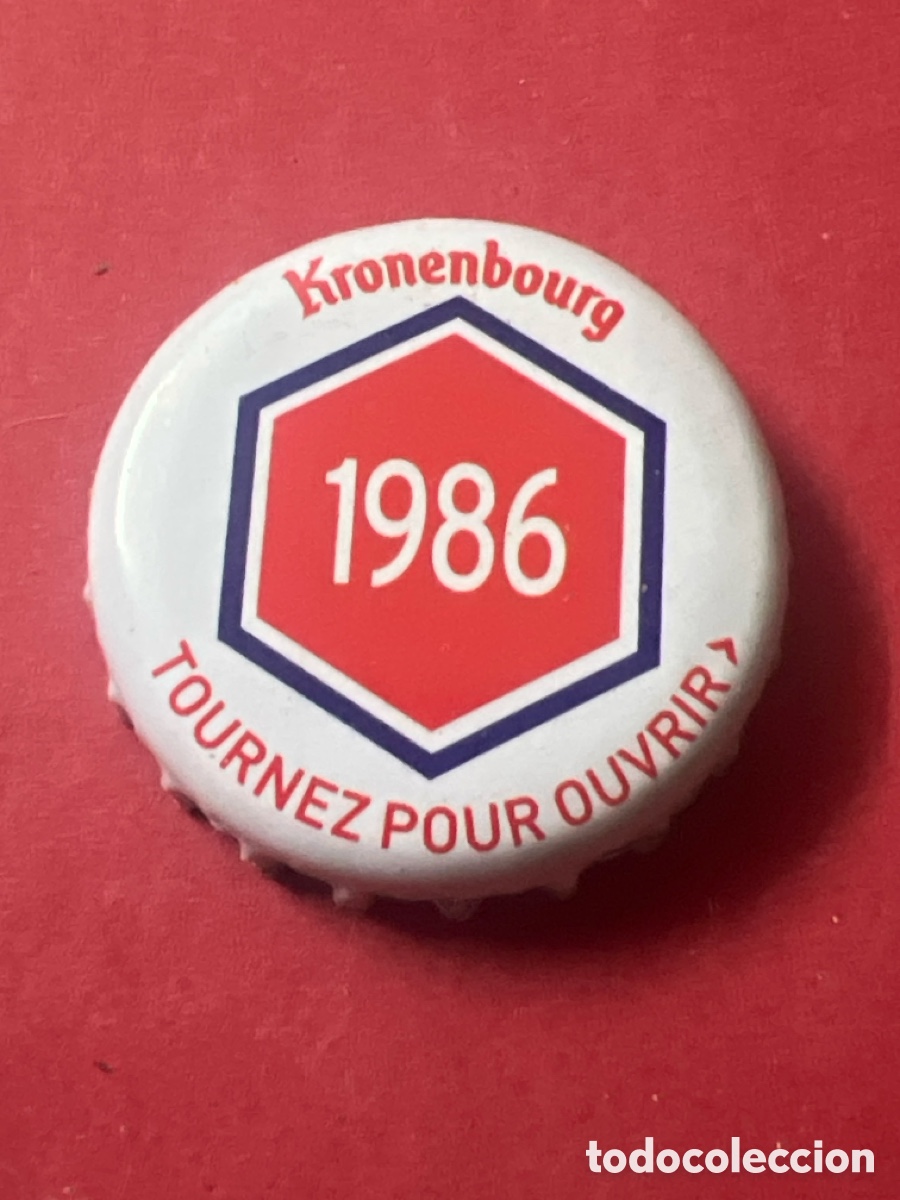 Kronenbourg
1986
TOURNEZ POUR OUVRIR >
todocoleccion